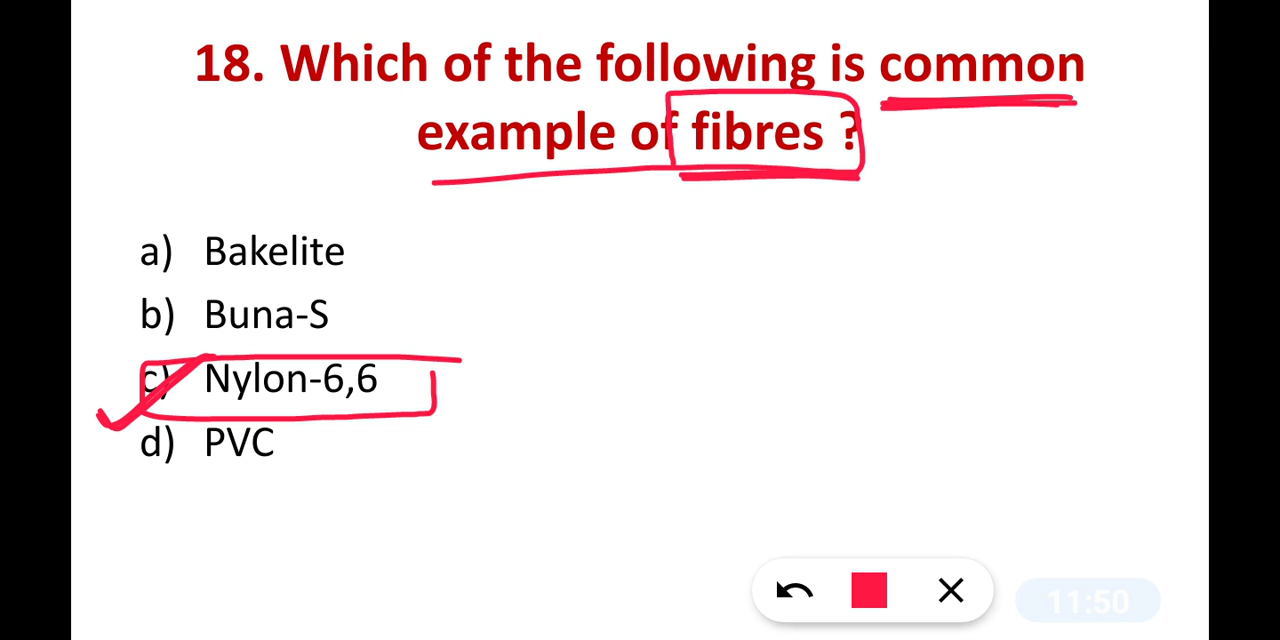 18. Which of the following is common
example of fibres ?
a) Bakelite
b) Buna-S
c) Nylon-6,6
d) PVC
11:50